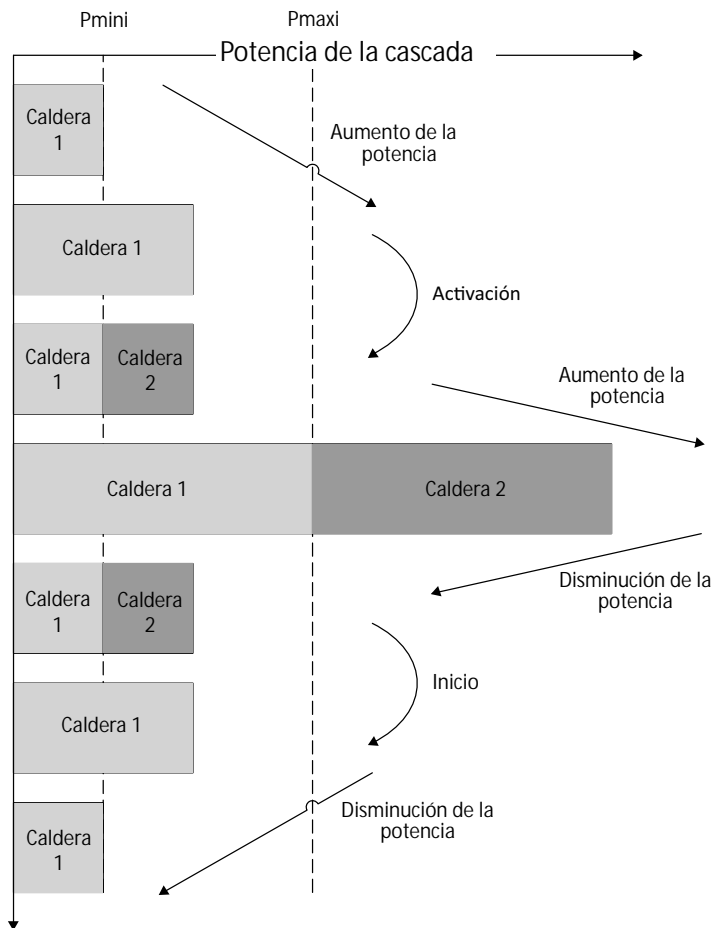 Pmini
Pmaxi
Potencia de la cascada
Caldera
1
Aumento de la
potencia
Caldera 1
Activación
Caldera
1
Caldera
2
Aumento de la
potencia
Caldera 1
Caldera 2
Disminución de la
potencia
Caldera
1
Caldera
2
Inicio
Caldera 1
Disminución de la
potencia
Caldera
1